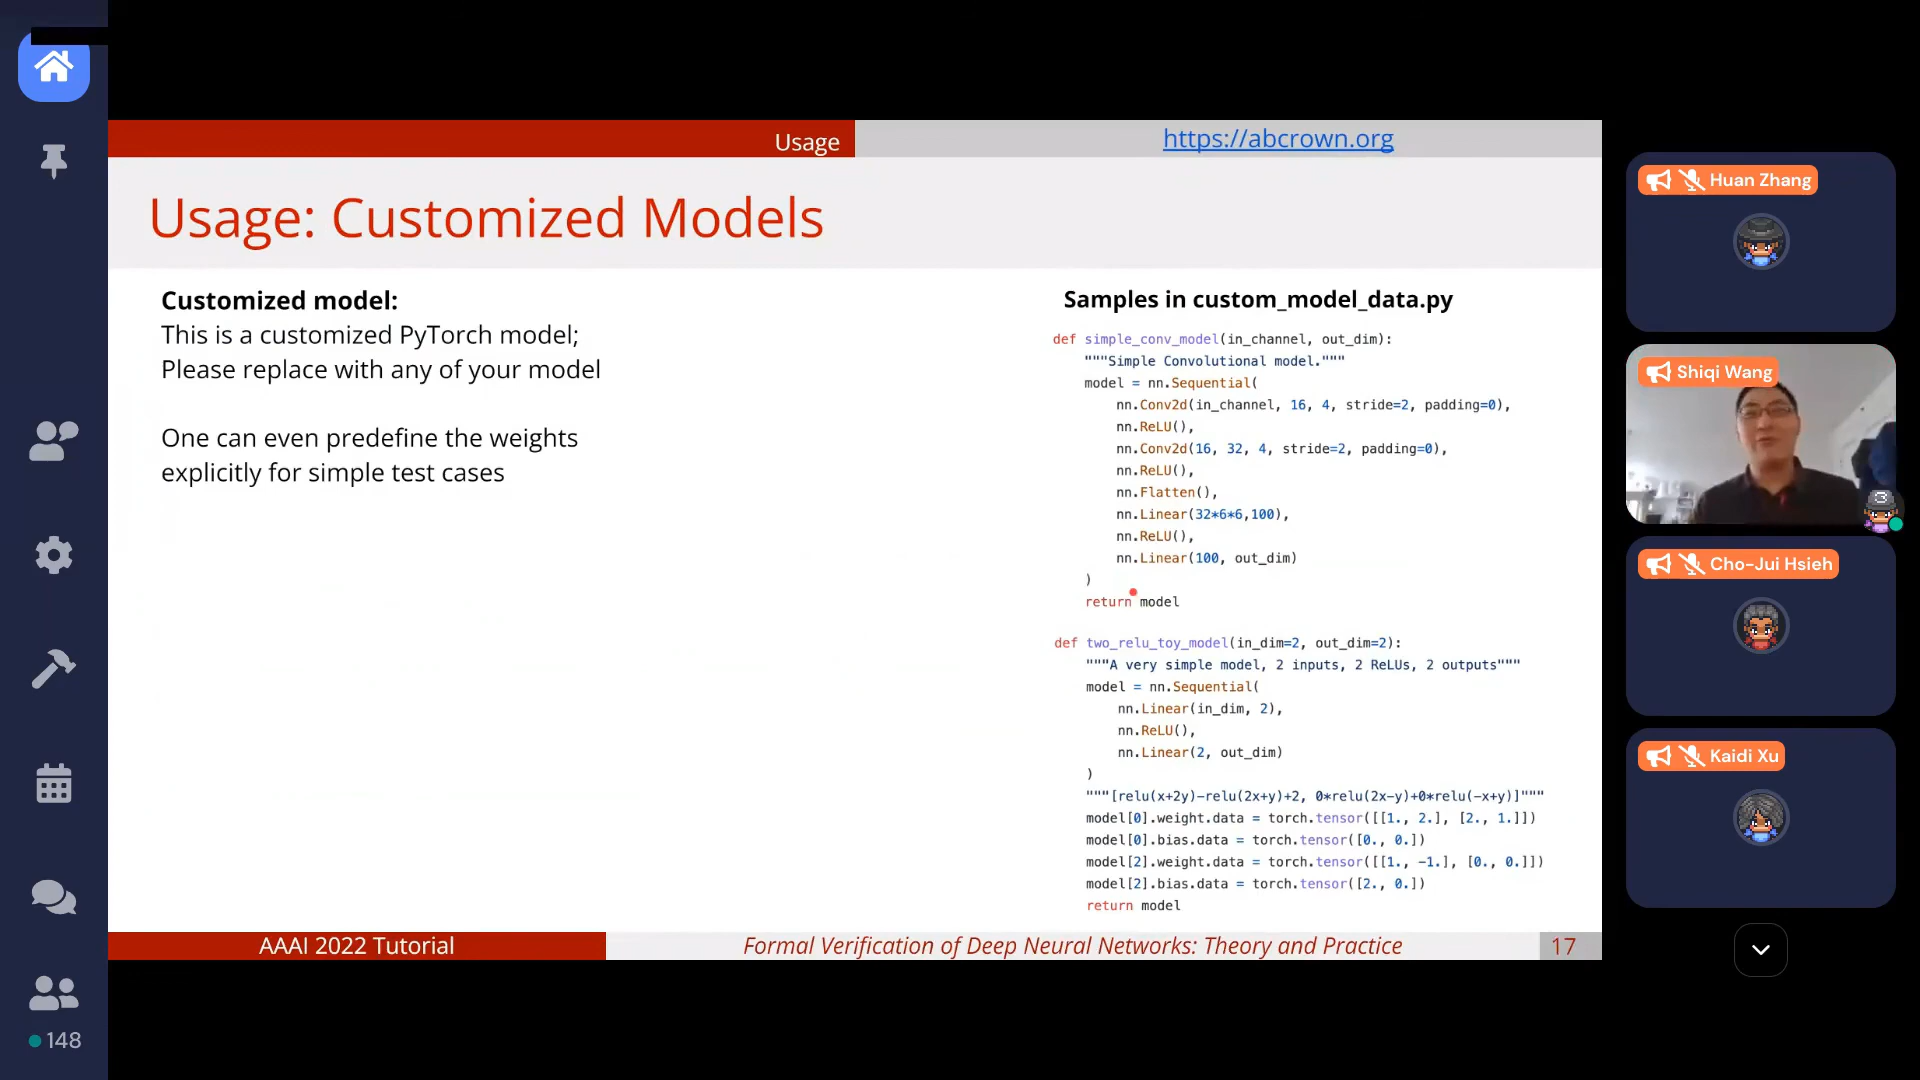 Usage
https://abcrown.org
Usage: Customized Models
Customized model:
This is a customized PyTorch model;
Please replace with any of your model
One can even predefine the weights
explicitly for simple test cases
Samples in custom_model_data.py
def simple_conv_model(in_channel, out_dim):
"""Simple Convolutional model."""
model = nn.Sequential(
nn.Conv2d(in_channel, 16, 4, stride=2, padding=0),
nn.ReLU(),
nn.Conv2d(16, 32, 4, stride=2, padding=0),
nn.ReLU(),
nn.Flatten(),
nn.Linear(32*6*6,100),
nn.ReLU(),
nn.Linear(100, out_dim)
)
return model
def two_relu_toy_model(in_dim=2, out_dim=2):
"""A very simple model, 2 inputs, 2 ReLUs, 2 outputs"""
model = nn.Sequential(
nn.Linear(in_dim, 2),
nn.ReLU(),
nn.Linear(2, out_dim)
)
"""[relu(x+2y)-relu(2x+y)+2, 0*relu(2x-y)+0*relu(-x+y)]"""
model[0].weight.data = torch.tensor([[1., 2.], [2., 1.]])
model[0].bias.data = torch.tensor([0., 0.])
model[2].weight.data = torch.tensor([[1., -1.], [0., 0.]])
model[2].bias.data = torch.tensor([2., 0.])
return model
AAAI 2022 Tutorial
Formal Verification of Deep Neural Networks: Theory and Practice
17
Huan Zhang
Shiqi Wang
Cho-Jui Hsieh
Kaidi Xu
148